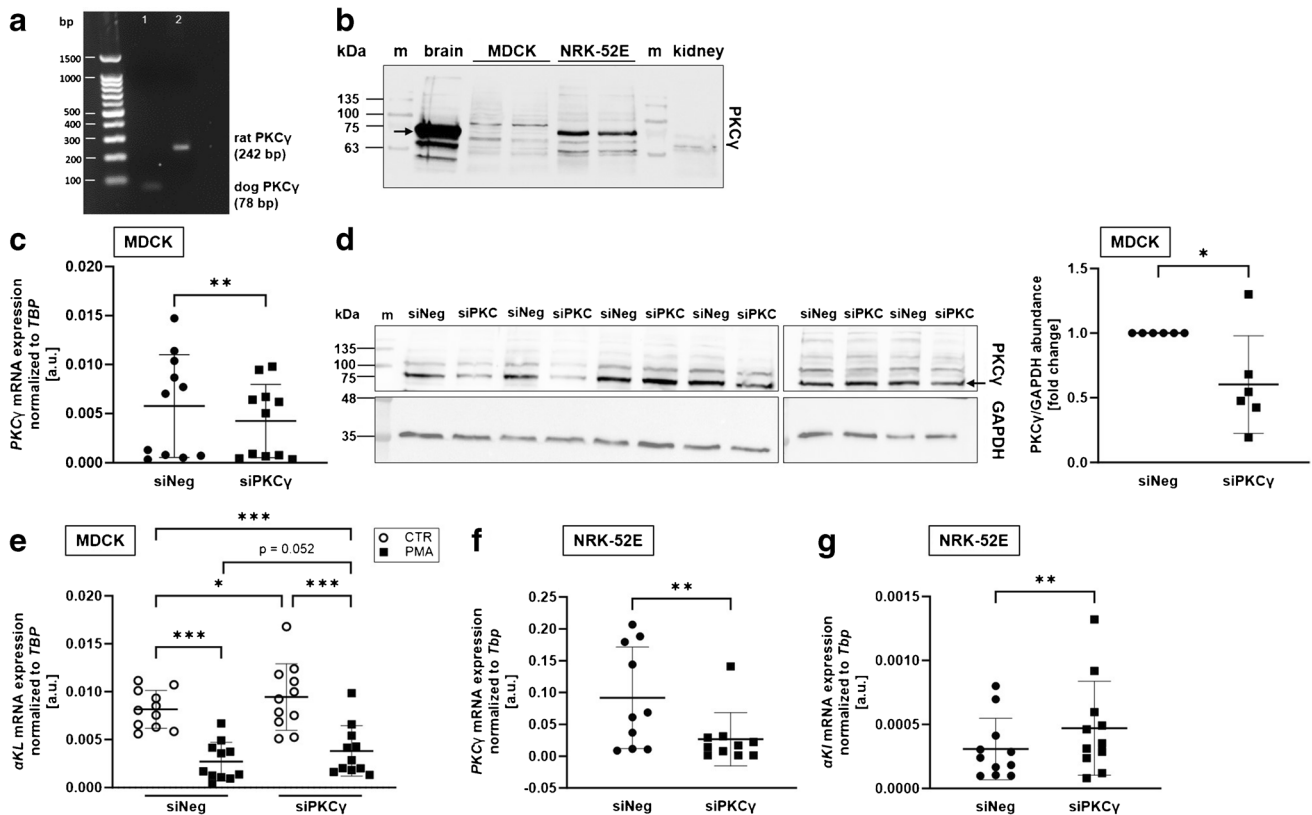 a
bp
1 2
1500
1000
500
400
300
200
100
rat PKCγ
(242 bp)
dog PKCγ
(78 bp)
b
kDa m brain MDCK NRK-52E m kidney
135
100
75
63
PKCγ
c
MDCK
PKCγ mRNA expression
normalized to TBP
[a.u.]
0.020
0.015
0.010
0.005
0.000
**
siNeg siPKCγ
d
kDa m siNeg siPKC siNeg siPKC siNeg siPKC siNeg siPKC siNeg siPKC siNeg siPKC
135
100
75
48
35
PKCγ
GAPDH
MDCK
PKCγ/GAPDH abundance
[fold change]
1.5
1.0
0.5
0.0
*
siNeg siPKCγ
e
MDCK
CTR
PMA
αKL mRNA expression
normalized to TBP
[a.u.]
0.020
0.015
0.010
0.005
0.000
***
p = 0.052
* ***
***
siNeg siPKCγ
f
NRK-52E
PKCγ mRNA expression
normalized to Tbp
[a.u.]
0.25
0.20
0.15
0.10
0.05
0.00
-0.05
**
siNeg siPKCγ
g
NRK-52E
αKl mRNA expression
normalized to Tbp
[a.u.]
0.0015
0.0010
0.0005
0.0000
**
siNeg siPKCγ